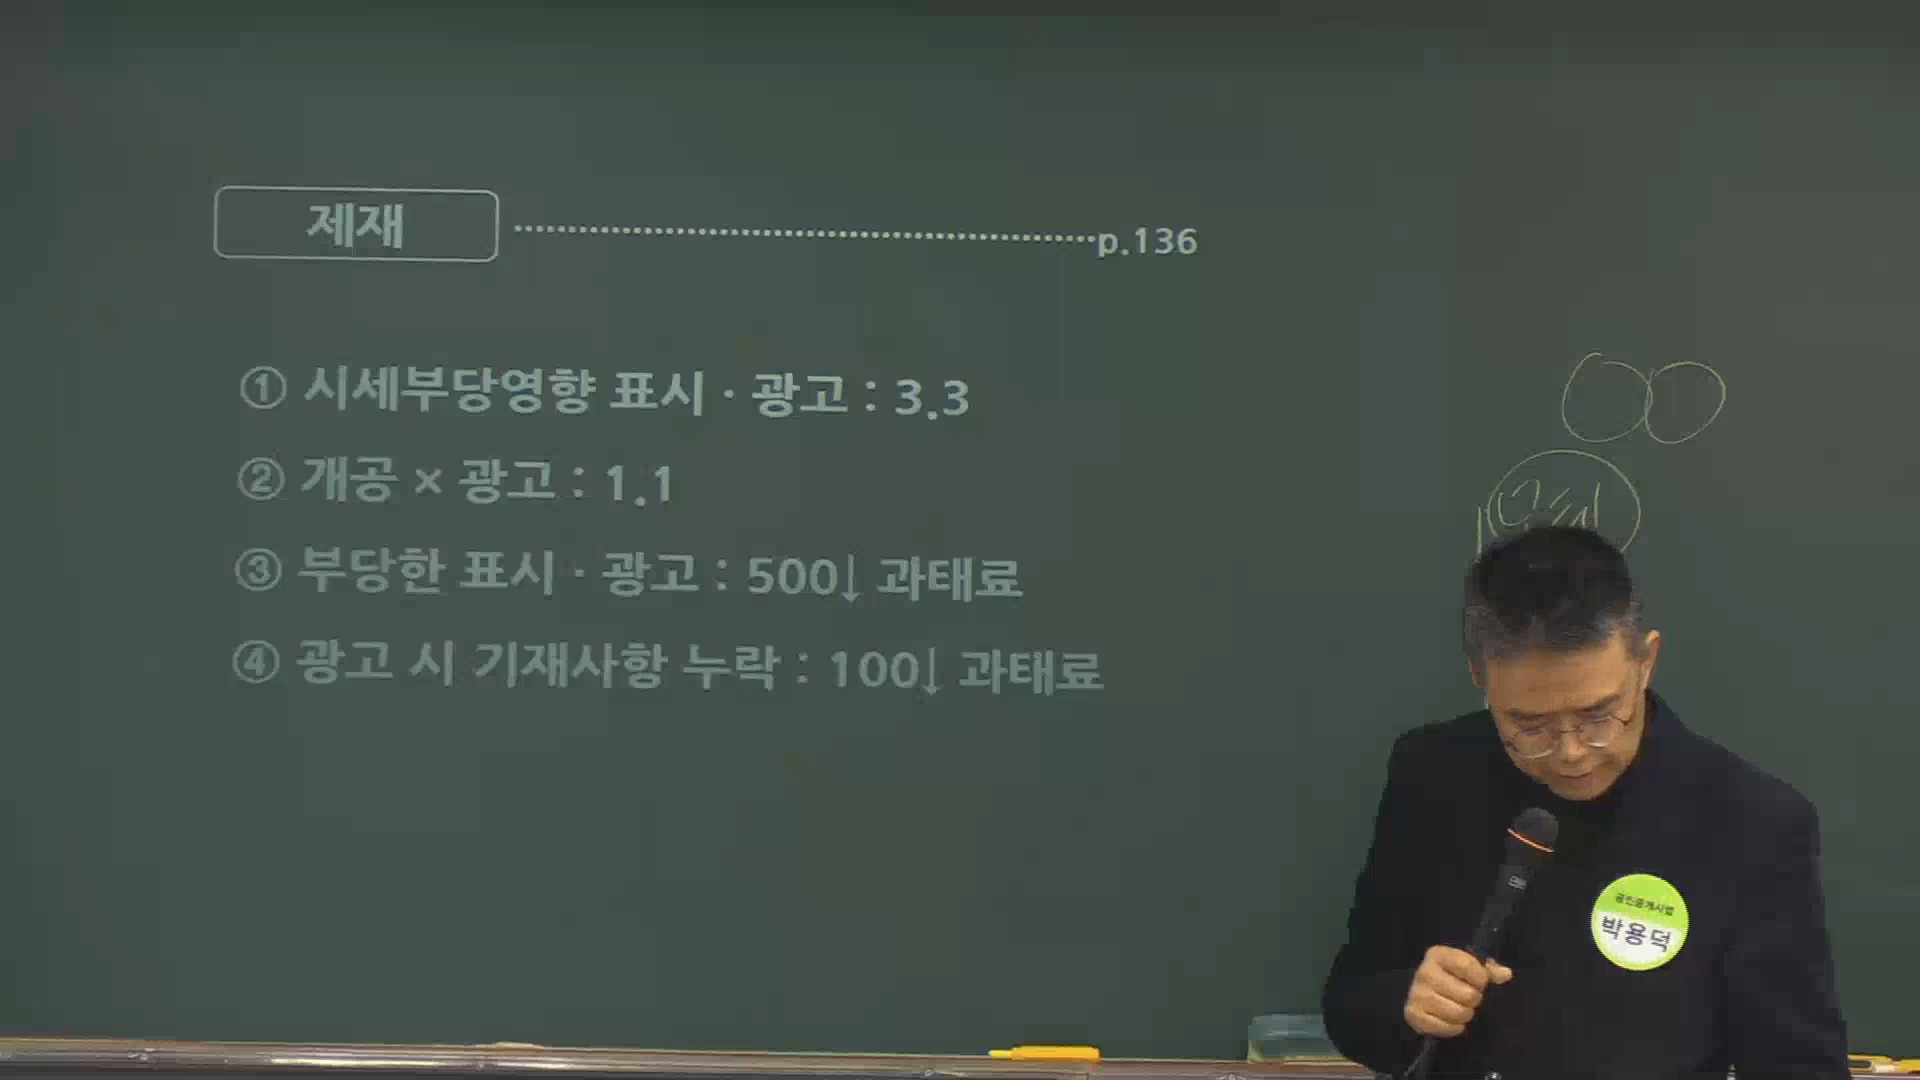 제재 p.136
① 시세부당영향 표시 · 광고 : 3.3
② 개공 × 광고 : 1.1
③ 부당한 표시 · 광고 : 500↓ 과태료
④ 광고 시 기재사항 누락 : 100↓ 과태료
공인중개사법
박용덕